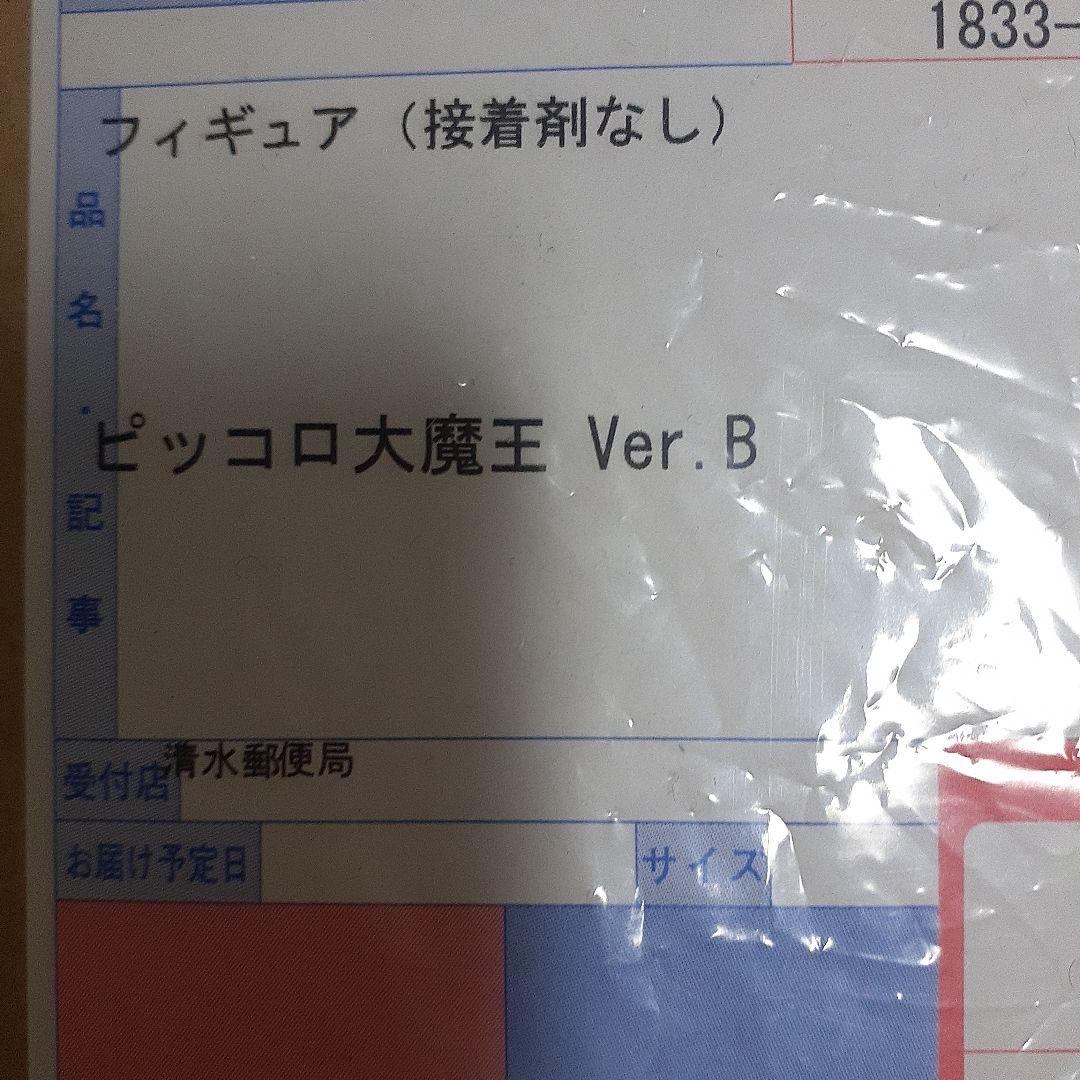 1833-
フィギュア（接着剤なし）
品名・記事
ピッコロ大魔王 Ver.B
清水郵便局
受付店
お届け予定日
サイズ